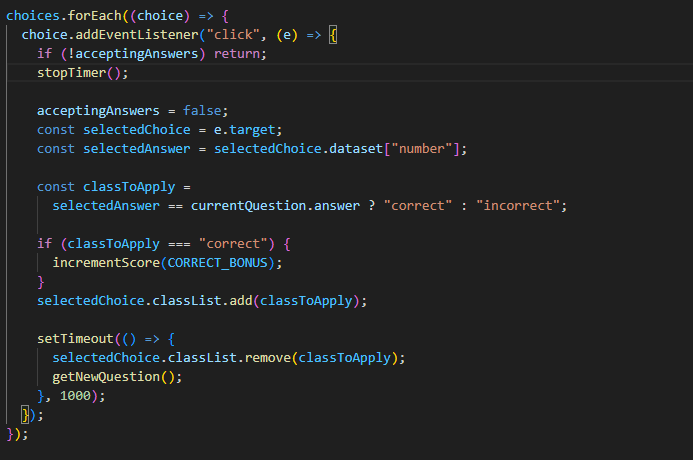 choices.forEach((choice) => {
choice.addEventListener("click", (e) => {
if (!acceptingAnswers) return;
stopTimer();
acceptingAnswers = false;
const selectedChoice = e.target;
const selectedAnswer = selectedChoice.dataset["number"];
const classToApply =
selectedAnswer == currentQuestion.answer ? "correct" : "incorrect";
if (classToApply === "correct") {
incrementScore(CORRECT_BONUS);
}
selectedChoice.classList.add(classToApply);
setTimeout(() => {
selectedChoice.classList.remove(classToApply);
getNewQuestion();
}, 1000);
});
});